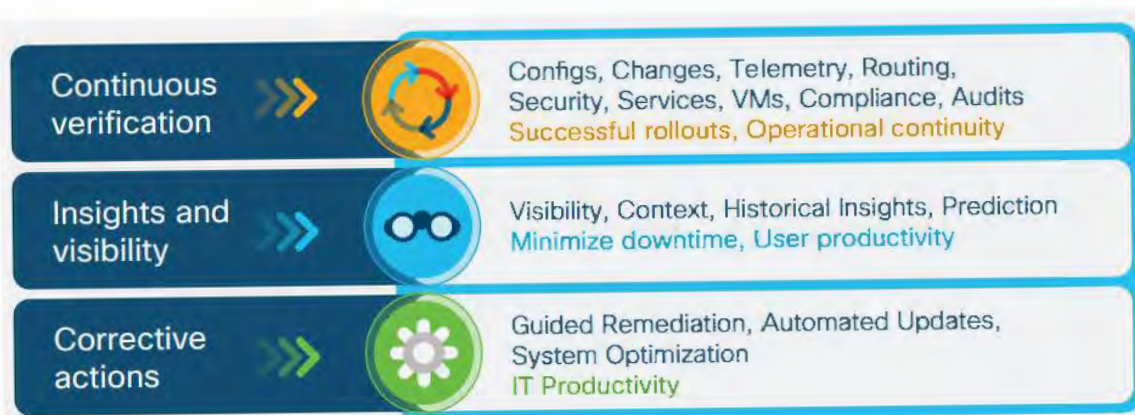 Continuous
verification
Configs, Changes, Telemetry, Routing,
Security, Services, VMs, Compliance, Audits
Successful rollouts, Operational continuity
Insights and
visibility
Visibility, Context, Historical Insights, Prediction
Minimize downtime, User productivity
Corrective
actions
Guided Remediation, Automated Updates,
System Optimization
IT Productivity